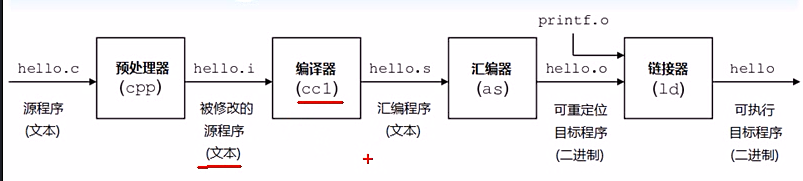 printf.o
hello.c
预处理器
(cpp)
hello.i
编译器
(cc1)
hello.s
汇编器
(as)
hello.o
链接器
(ld)
hello
源程序
(文本)
被修改的
源程序
(文本)
汇编程序
(文本)
可重定位
目标程序
(二进制)
可执行
目标程序
(二进制)